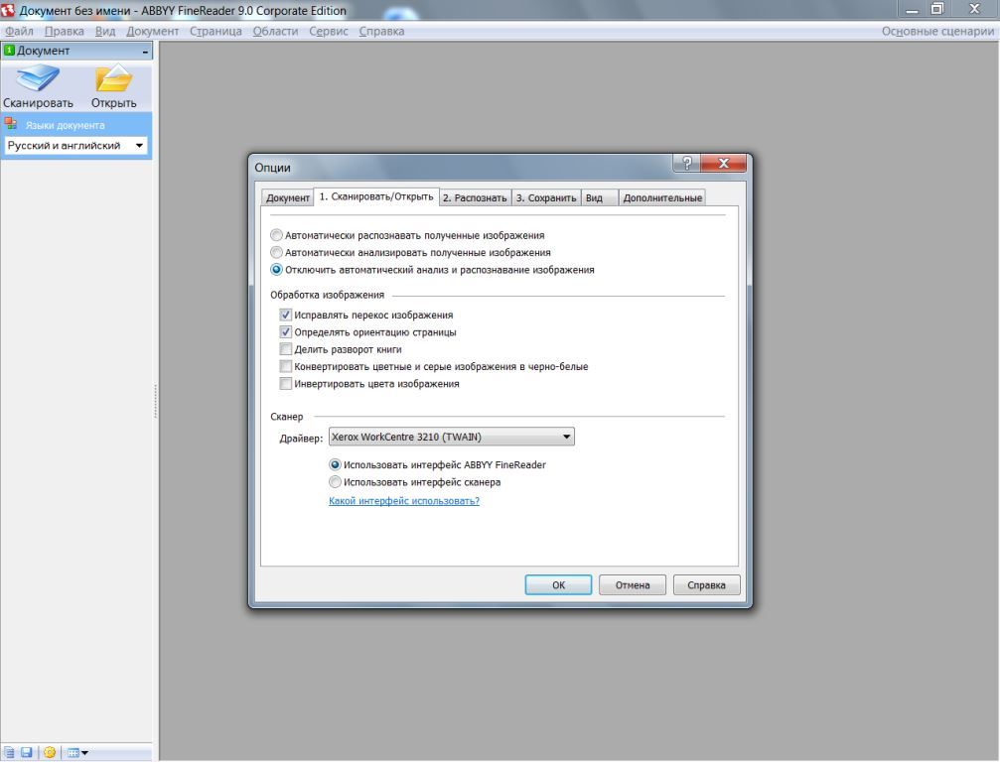 Документ без имени - ABBYY FineReader 9.0 Corporate Edition
Файл Правка Вид Документ Страница Области Сервис Справка Основные сценарии
1 Документ
Сканировать Открыть
Языки документа
Русский и английский
Опции
Документ 1. Сканировать/Открыть 2. Распознать 3. Сохранить Вид Дополнительные
Автоматически распознавать полученные изображения
Автоматически анализировать полученные изображения
Отключить автоматический анализ и распознавание изображения
Обработка изображения
Исправлять перекос изображения
Определять ориентацию страницы
Делить разворот книги
Конвертировать цветные и серые изображения в черно-белые
Инвертировать цвета изображения
Сканер
Драйвер: Xerox WorkCentre 3210 (TWAIN)
Использовать интерфейс ABBYY FineReader
Использовать интерфейс сканера
Какой интерфейс использовать?
ОК Отмена Справка